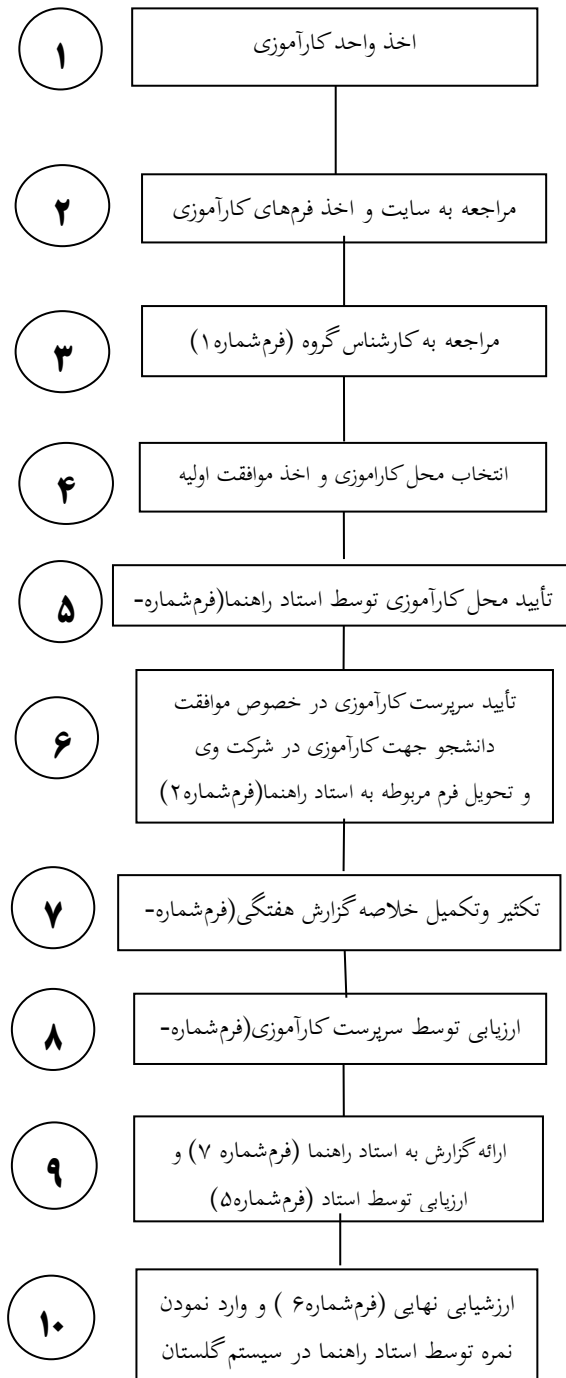 ۱
اخذ واحد کارآموزی
۲
مراجعه به سایت و اخذ فرم‌های کارآموزی
۳
مراجعه به کارشناس گروه (فرم‌شماره۱)
۴
انتخاب محل کاراموزی و اخذ موافقت اولیه
۵
تأیید محل کارآموزی توسط استاد راهنما(فرم‌شماره-
۶
تأیید سرپرست کارآموزی در خصوص موافقت
دانشجو جهت کارآموزی در شرکت وی
و تحویل فرم مربوطه به استاد راهنما(فرم‌شماره۲)
۷
تکثیر وتکمیل خلاصه گزارش هفتگی(فرم‌شماره-
۸
ارزیابی توسط سرپرست کارآموزی(فرم‌شماره-
۹
ارائه گزارش به استاد راهنما (فرم‌شماره ۷) و
ارزیابی توسط استاد (فرم‌شماره۵)
۱۰
ارزشیابی نهایی (فرم‌شماره۶ ) و وارد نمودن
نمره توسط استاد راهنما در سیستم گلستان